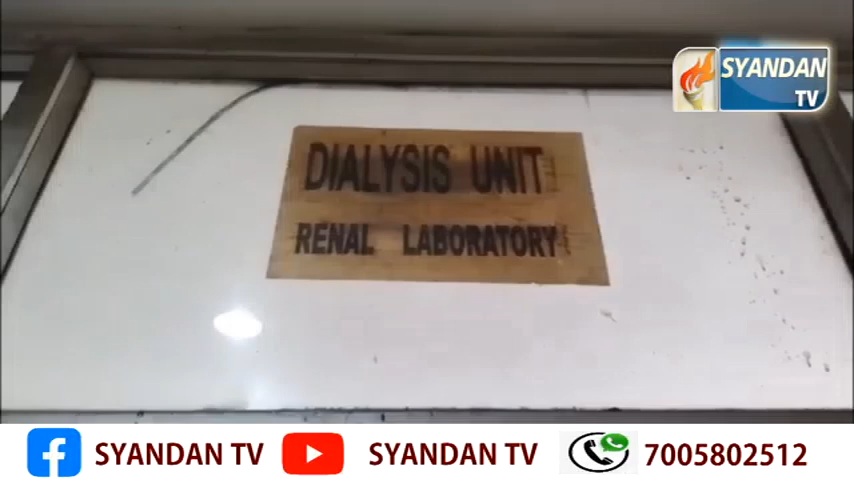 SYANDAN
TV
DIALYSIS UNIT
RENAL LABORATORY
SYANDAN TV SYANDAN TV 7005802512